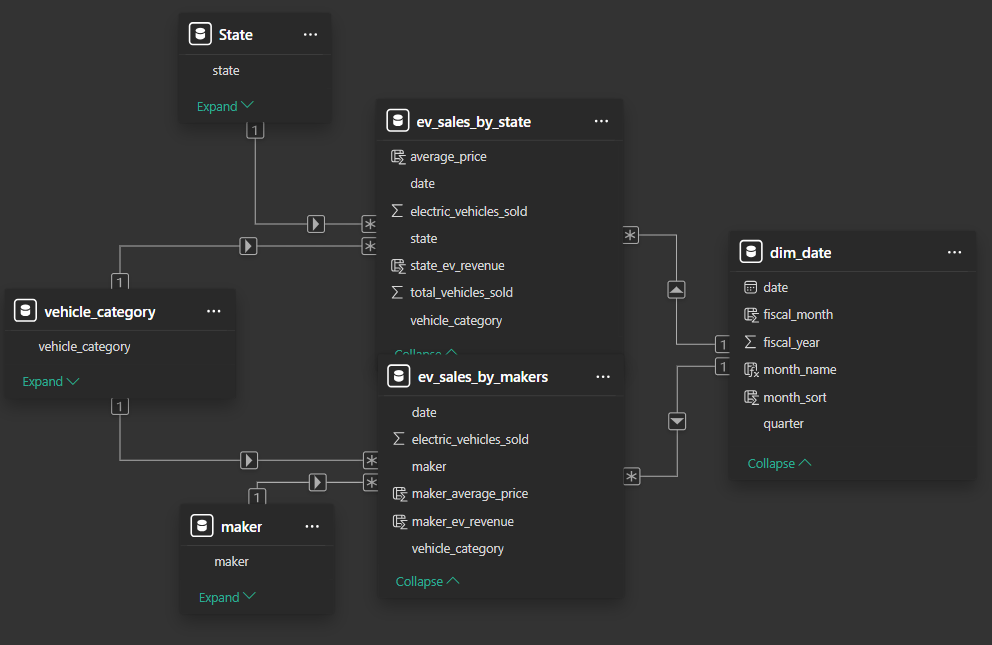 State
state
Expand
1
ev_sales_by_state
average_price
date
electric_vehicles_sold
state
state_ev_revenue
total_vehicles_sold
vehicle_category
Collapse
*
*
*
1
vehicle_category
vehicle_category
Expand
1
dim_date
date
fiscal_month
fiscal_year
month_name
month_sort
quarter
Collapse
1
1
ev_sales_by_makers
date
electric_vehicles_sold
maker
maker_average_price
maker_ev_revenue
vehicle_category
Collapse
*
*
*
1
maker
maker
Expand